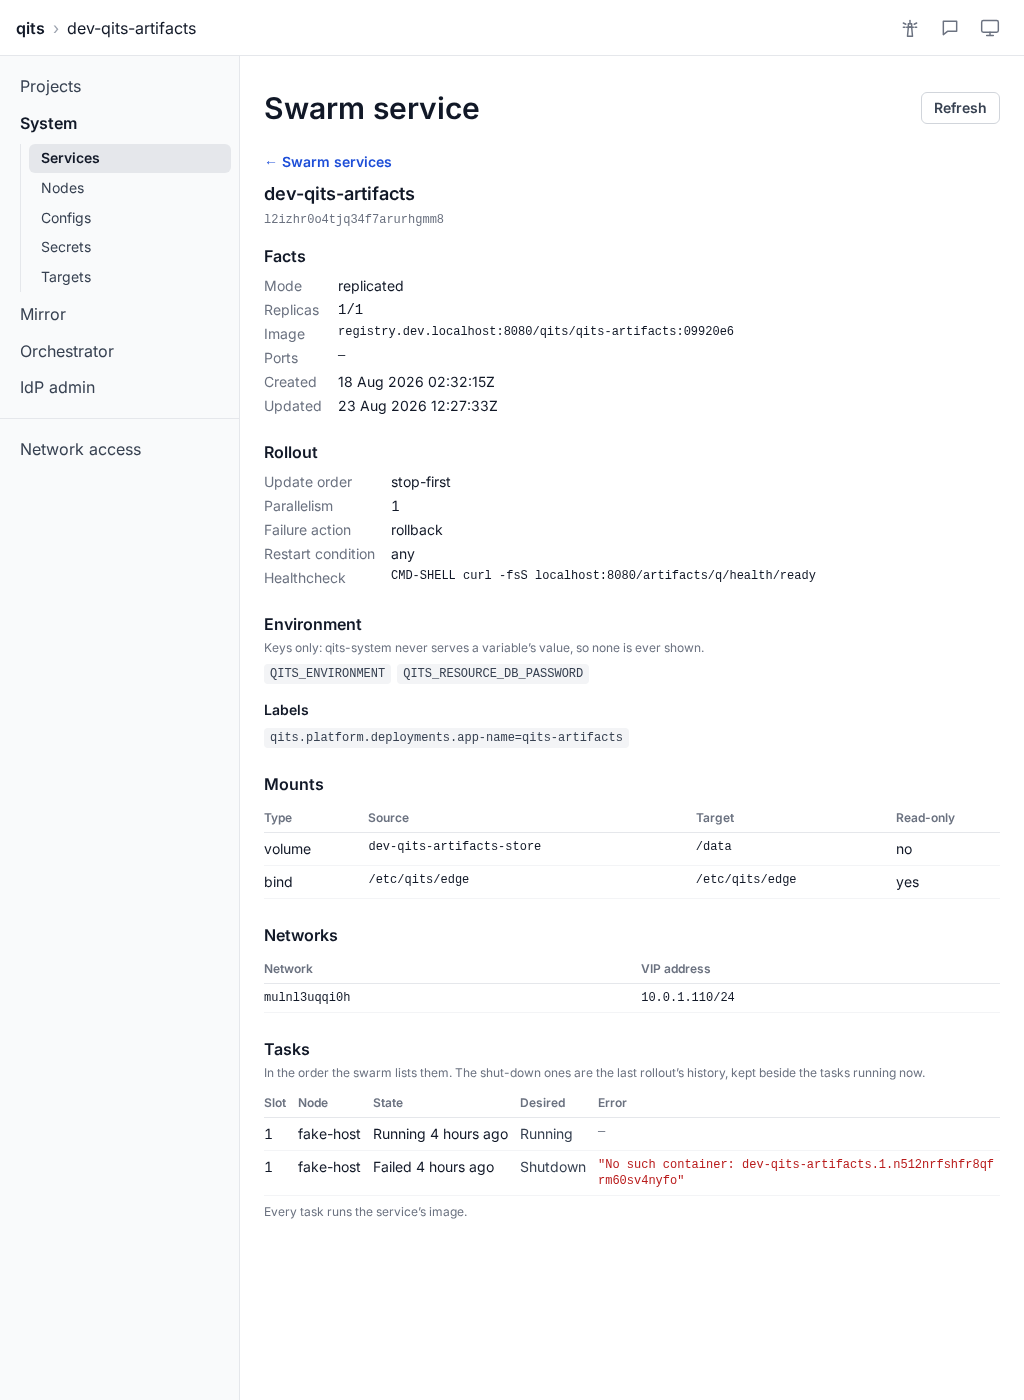 qits › dev-qits-artifacts
Projects
System
Services
Nodes
Configs
Secrets
Targets
Mirror
Orchestrator
IdP admin
Network access
Swarm service
Refresh
← Swarm services
dev-qits-artifacts
l2izhr0o4tjq34f7arurhgmm8
Facts
Mode replicated
Replicas 1/1
Image registry.dev.localhost:8080/qits/qits-artifacts:09920e6
Ports —
Created 18 Aug 2026 02:32:15Z
Updated 23 Aug 2026 12:27:33Z
Rollout
Update order stop-first
Parallelism 1
Failure action rollback
Restart condition any
Healthcheck CMD-SHELL curl -fsS localhost:8080/artifacts/q/health/ready
Environment
Keys only: qits-system never serves a variable’s value, so none is ever shown.
QITS_ENVIRONMENT QITS_RESOURCE_DB_PASSWORD
Labels
qits.platform.deployments.app-name=qits-artifacts
Mounts
Type Source Target Read-only
volume dev-qits-artifacts-store /data no
bind /etc/qits/edge /etc/qits/edge yes
Networks
Network VIP address
mulnl3uqqi0h 10.0.1.110/24
Tasks
In the order the swarm lists them. The shut-down ones are the last rollout’s history, kept beside the tasks running now.
Slot Node State Desired Error
1 fake-host Running 4 hours ago Running —
1 fake-host Failed 4 hours ago Shutdown "No such container: dev-qits-artifacts.1.n512nrfshfr8qf
rm60sv4nyfo"
Every task runs the service’s image.